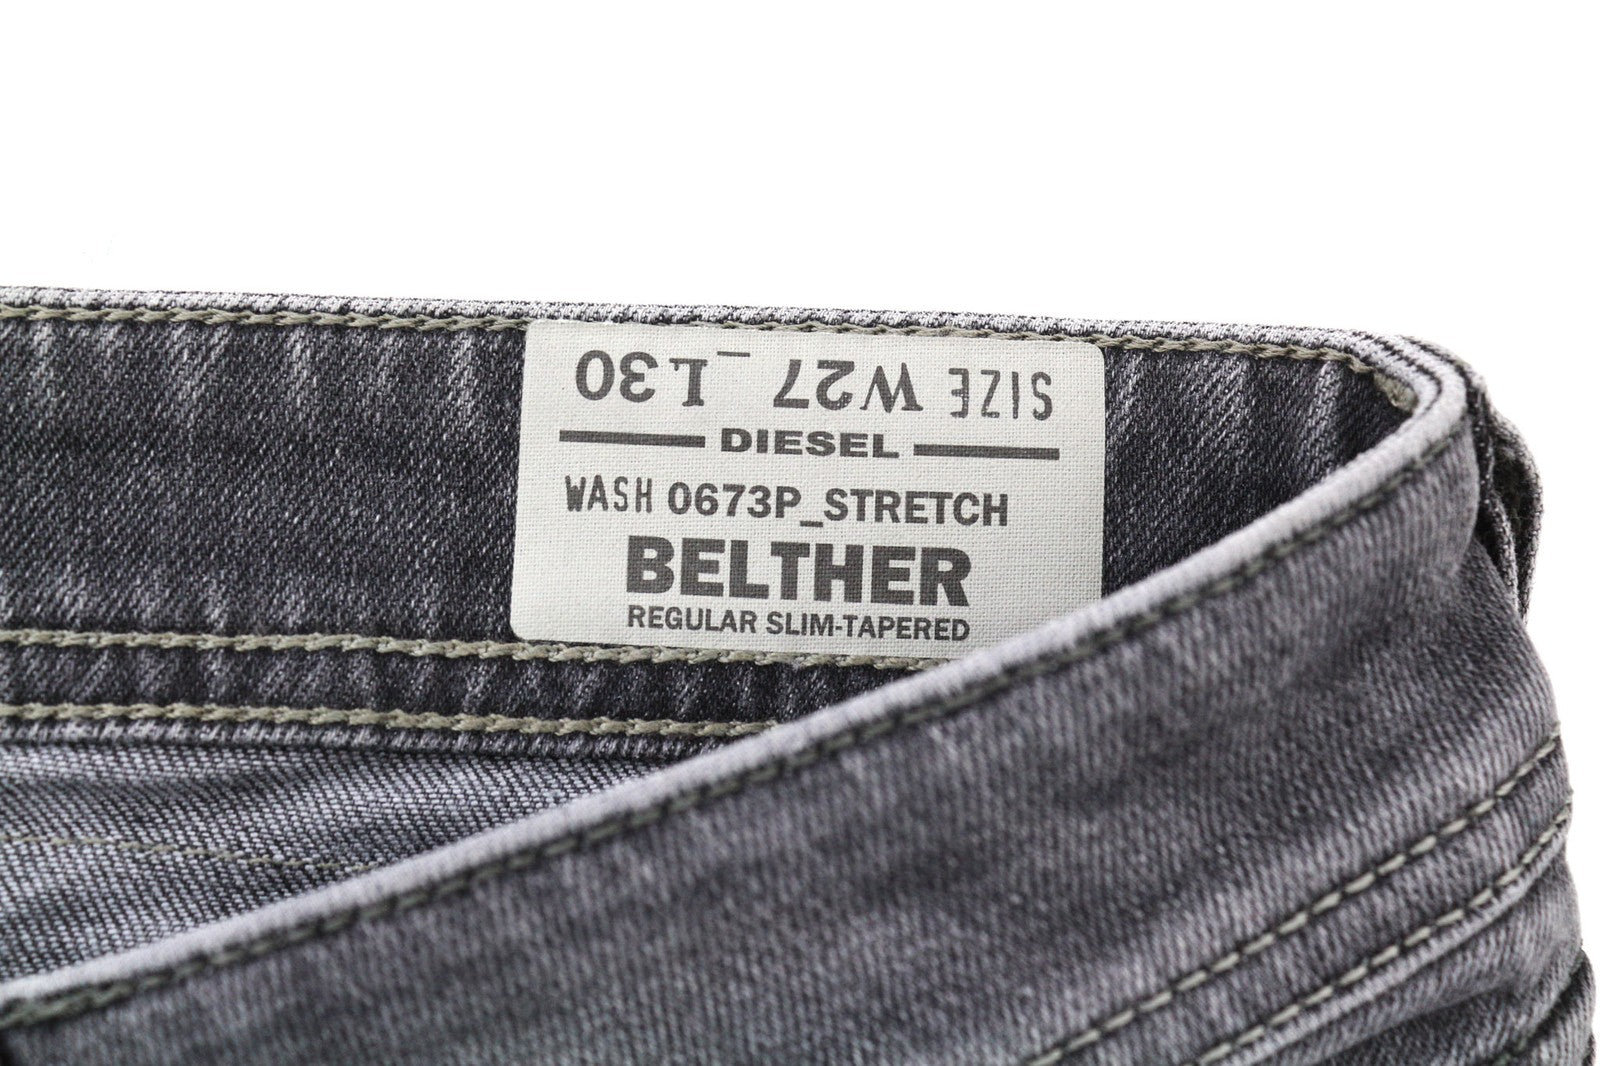 SIZE W27_L30
DIESEL
WASH 0673P_STRETCH
BELTHER
REGULAR SLIM-TAPERED